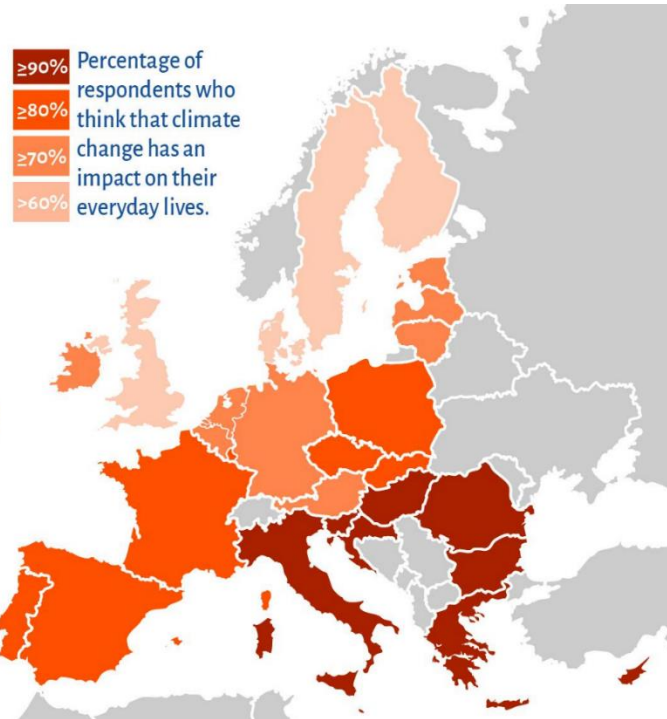 ≥90% Percentage of
respondents who
≥80% think that climate
≥70% change has an
impact on their
>60% everyday lives.